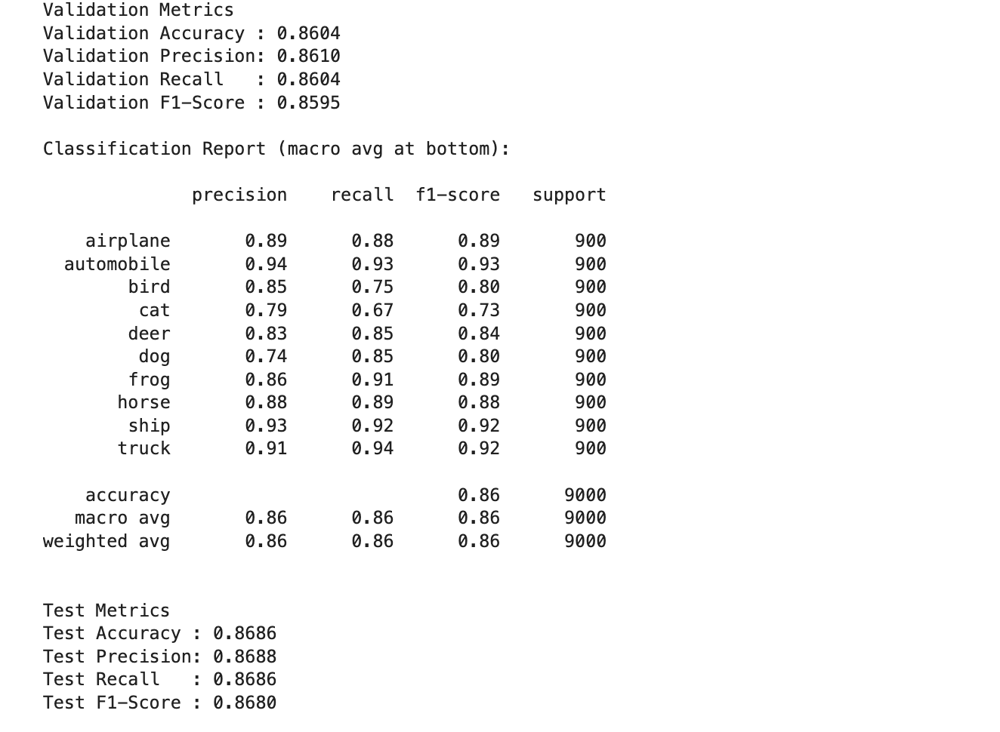 Validation Metrics
Validation Accuracy : 0.8604
Validation Precision: 0.8610
Validation Recall   : 0.8604
Validation F1-Score : 0.8595

Classification Report (macro avg at bottom):

              precision    recall  f1-score   support

    airplane       0.89      0.88      0.89       900
  automobile       0.94      0.93      0.93       900
        bird       0.85      0.75      0.80       900
         cat       0.79      0.67      0.73       900
        deer       0.83      0.85      0.84       900
         dog       0.74      0.85      0.80       900
        frog       0.86      0.91      0.89       900
       horse       0.88      0.89      0.88       900
        ship       0.93      0.92      0.92       900
       truck       0.91      0.94      0.92       900

    accuracy                           0.86      9000
   macro avg       0.86      0.86      0.86      9000
weighted avg       0.86      0.86      0.86      9000

Test Metrics
Test Accuracy : 0.8686
Test Precision: 0.8688
Test Recall   : 0.8686
Test F1-Score : 0.8680